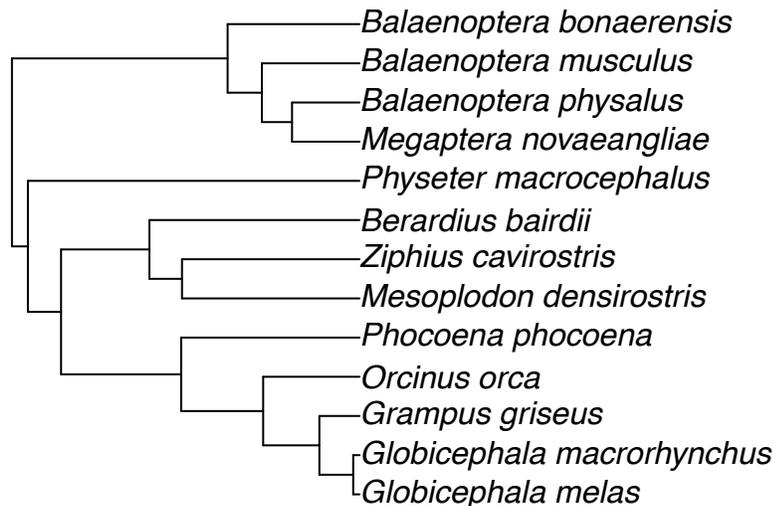 Balaenoptera bonaerensis
Balaenoptera musculus
Balaenoptera physalus
Megaptera novaeangliae
Physeter macrocephalus
Berardius bairdii
Ziphius cavirostris
Mesoplodon densirostris
Phocoena phocoena
Orcinus orca
Grampus griseus
Globicephala macrorhynchus
Globicephala melas